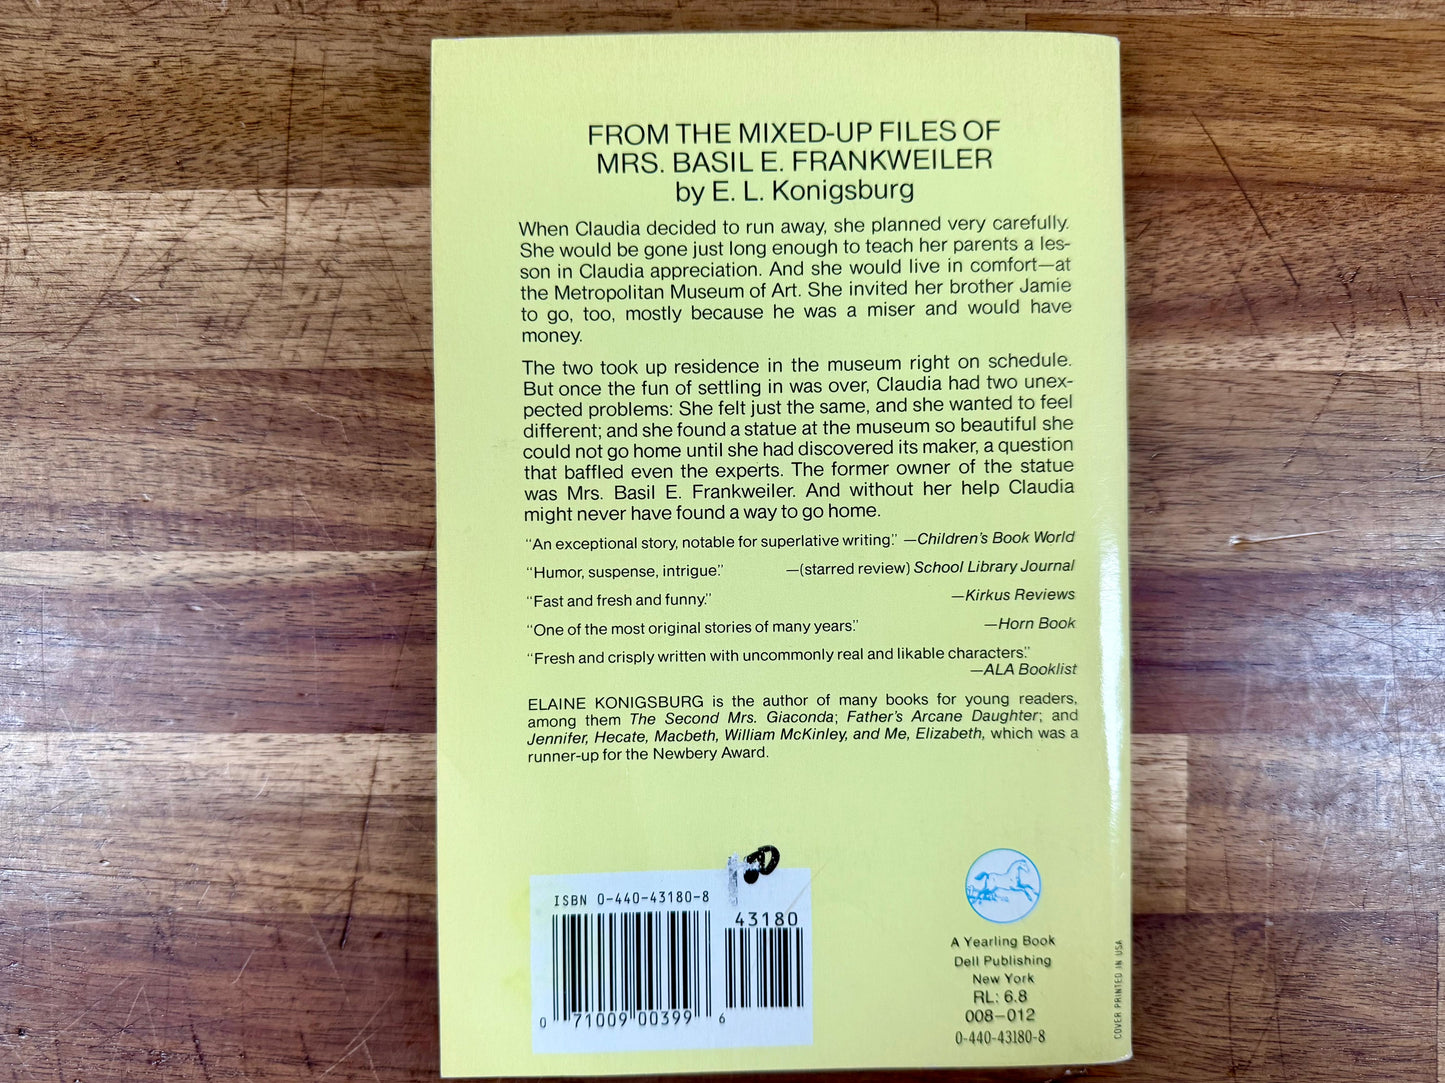 FROM THE MIXED-UP FILES OF
MRS. BASIL E. FRANKWEILER
by E. L. Konigsburg
When Claudia decided to run away, she planned very carefully.
She would be gone just long enough to teach her parents a les-
son in Claudia appreciation. And she would live in comfort—at
the Metropolitan Museum of Art. She invited her brother Jamie
to go, too, mostly because he was a miser and would have
money.
The two took up residence in the museum right on schedule.
But once the fun of settling in was over, Claudia had two unex-
pected problems: She felt just the same, and she wanted to feel
different; and she found a statue at the museum so beautiful she
could not go home until she had discovered its maker, a question
that baffled even the experts. The former owner of the statue
was Mrs. Basil E. Frankweiler. And without her help Claudia
might never have found a way to go home.
"An exceptional story, notable for superlative writing." —Children's Book World
"Humor, suspense, intrigue." —(starred review) School Library Journal
"Fast and fresh and funny." —Kirkus Reviews
"One of the most original stories of many years." —Horn Book
"Fresh and crisply written with uncommonly real and likable characters."
—ALA Booklist
ELAINE KONIGSBURG is the author of many books for young readers,
among them The Second Mrs. Giaconda; Father's Arcane Daughter; and
Jennifer, Hecate, Macbeth, William McKinley, and Me, Elizabeth, which was a
runner-up for the Newbery Award.
ISBN 0-440-43180-8
43180
0 71009 00399 6
A Yearling Book
Dell Publishing
New York
RL: 6.8
008-012
0-440-43180-8
COVER PRINTED IN USA